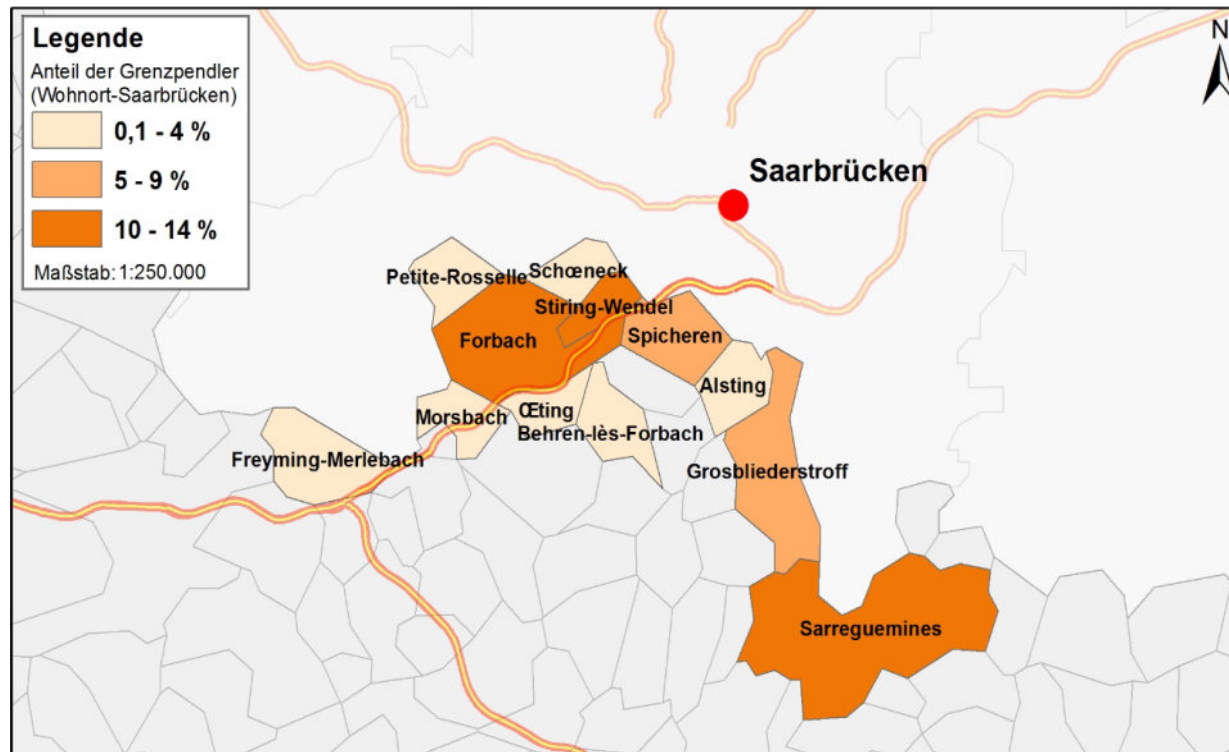 Legende
Anteil der Grenzpendler
(Wohnort-Saarbrücken)
0,1 - 4 %
5 - 9 %
10 - 14 %
Maßstab: 1:250.000
N
Saarbrücken
Petite-Rosselle
Schœneck
Stiring-Wendel
Forbach
Spicheren
Alsting
Morsbach
Œting
Behren-lès-Forbach
Freyming-Merlebach
Grosbliederstroff
Sarreguemines